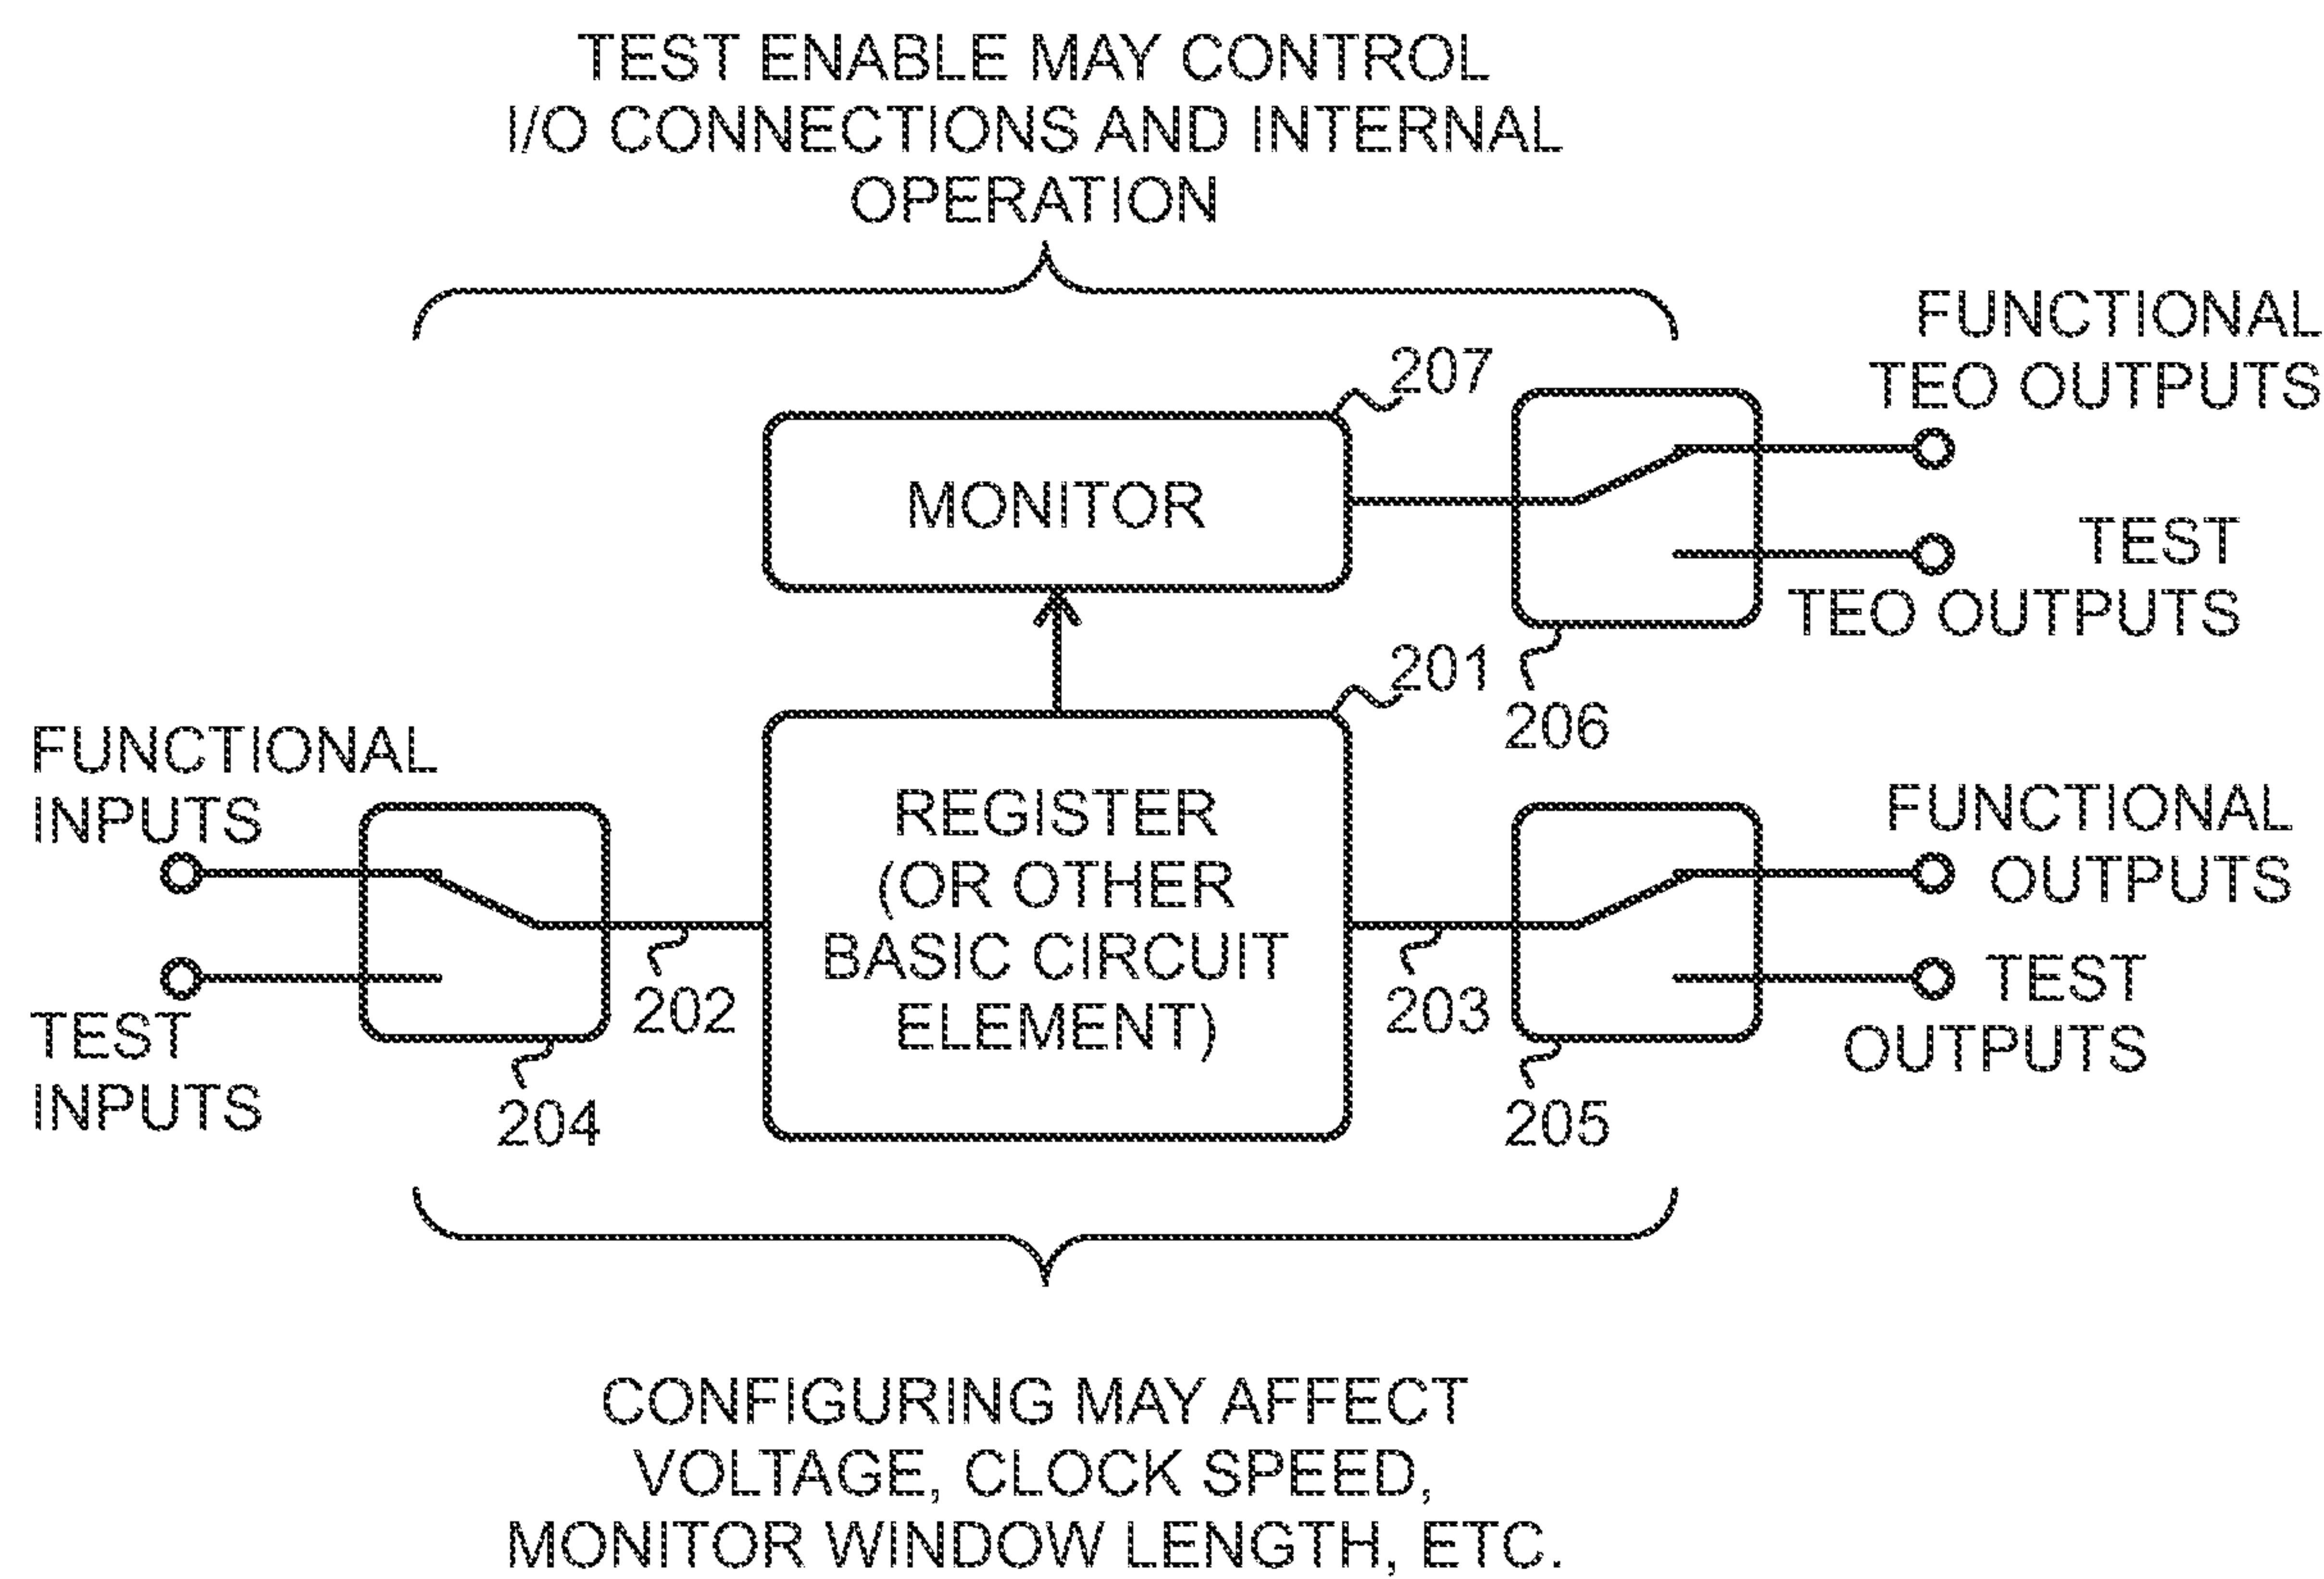 TEST ENABLE MAY CONTROL
I/O CONNECTIONS AND INTERNAL
OPERATION
FUNCTIONAL
TEO OUTPUTS
207
MONITOR
TEST
TEO OUTPUTS
201
206
FUNCTIONAL
INPUTS
REGISTER
(OR OTHER
BASIC CIRCUIT
ELEMENT)
FUNCTIONAL
OUTPUTS
202
203
TEST
OUTPUTS
TEST
INPUTS
204
205
CONFIGURING MAY AFFECT
VOLTAGE, CLOCK SPEED,
MONITOR WINDOW LENGTH, ETC.